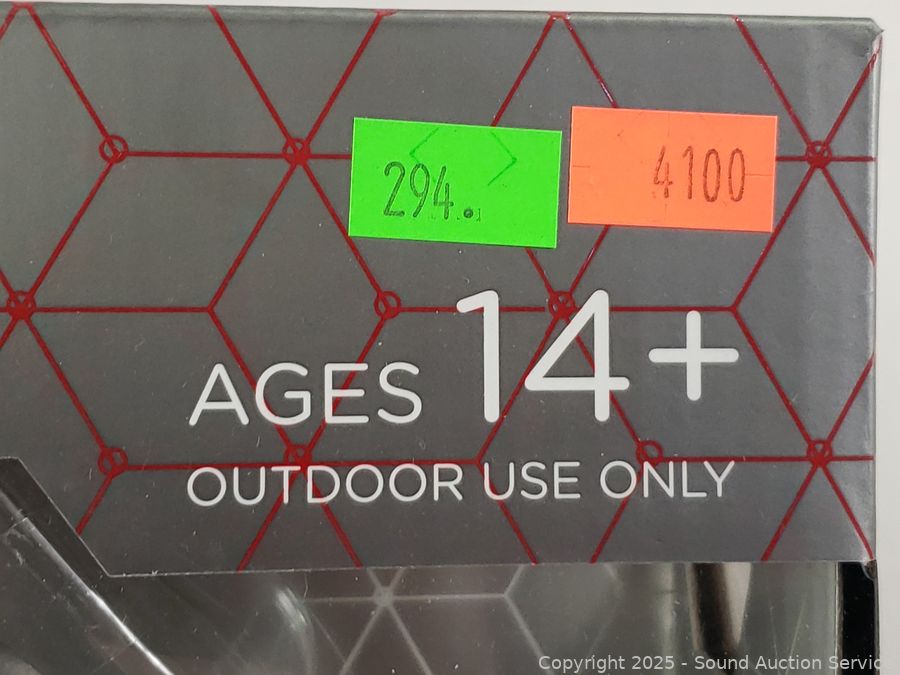 294.
4100
AGES 14+
OUTDOOR USE ONLY
Copyright 2025 - Sound Auction Servic